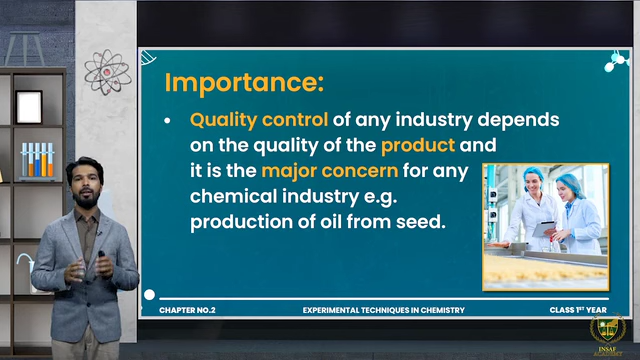 Importance:
• Quality control of any industry depends
on the quality of the product and
it is the major concern for any
chemical industry e.g.
production of oil from seed.
CHAPTER NO.2
EXPERIMENTAL TECHNIQUES IN CHEMISTRY
CLASS 1ST YEAR
INSAF
ACADEMY